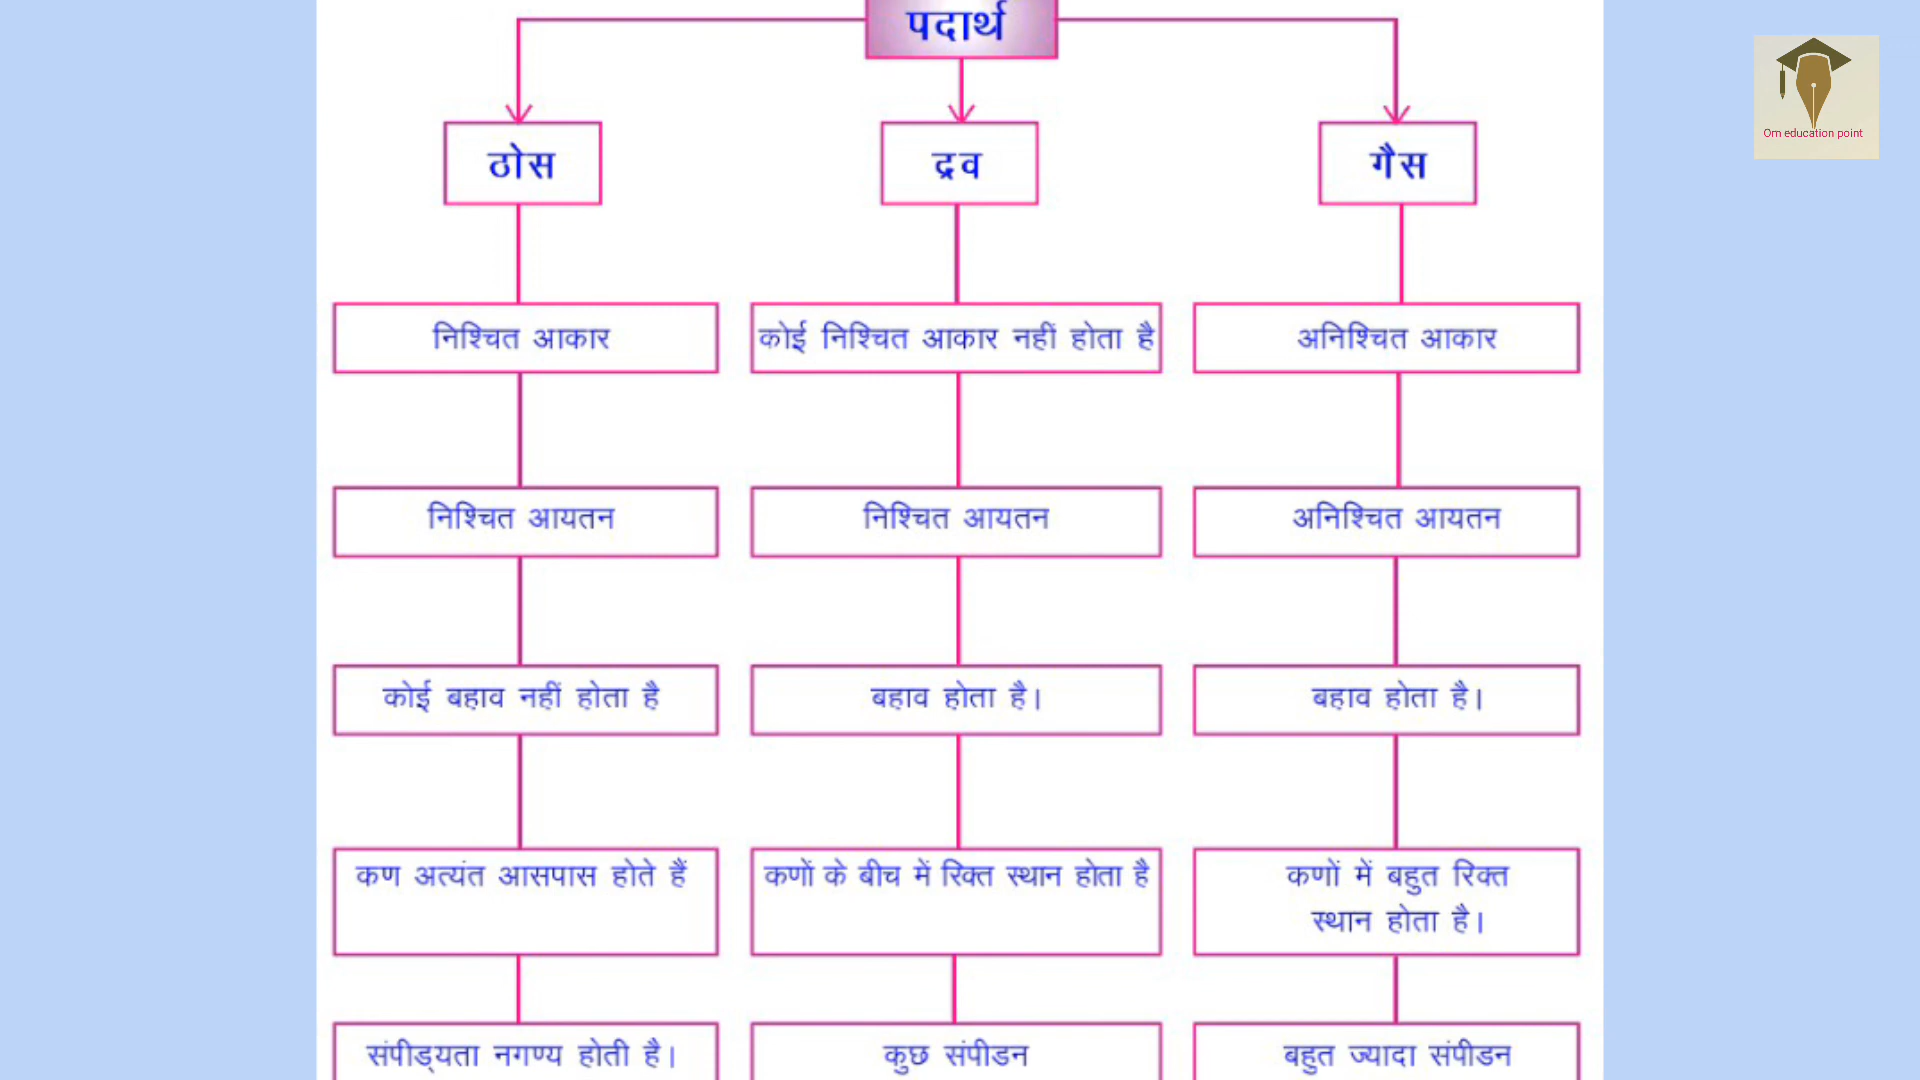 पदार्थ
Om education point
ठोस
द्रव
गैस
निश्चित आकार
कोई निश्चित आकार नहीं होता है
अनिश्चित आकार
निश्चित आयतन
निश्चित आयतन
अनिश्चित आयतन
कोई बहाव नहीं होता है
बहाव होता है।
बहाव होता है।
कण अत्यंत आसपास होते हैं
कणों के बीच में रिक्त स्थान होता है
कणों में बहुत रिक्त
स्थान होता है।
संपीड्यता नगण्य होती है।
कुछ संपीडन
बहुत ज्यादा संपीडन